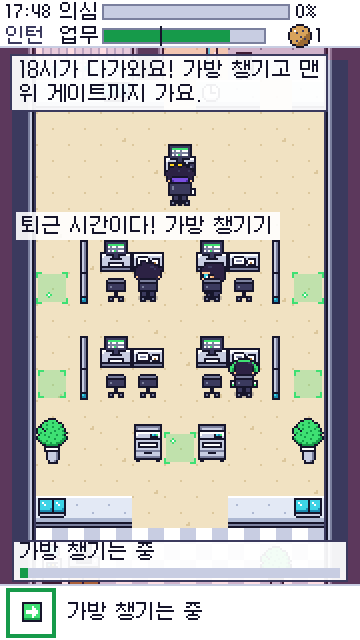 17:48 의심 0%
인턴 업무 1
18시가 다가와요! 가방 챙기고 맨
위 게이트까지 가요.
퇴근 시간이다! 가방 챙기기
가방 챙기는 중
가방 챙기는 중